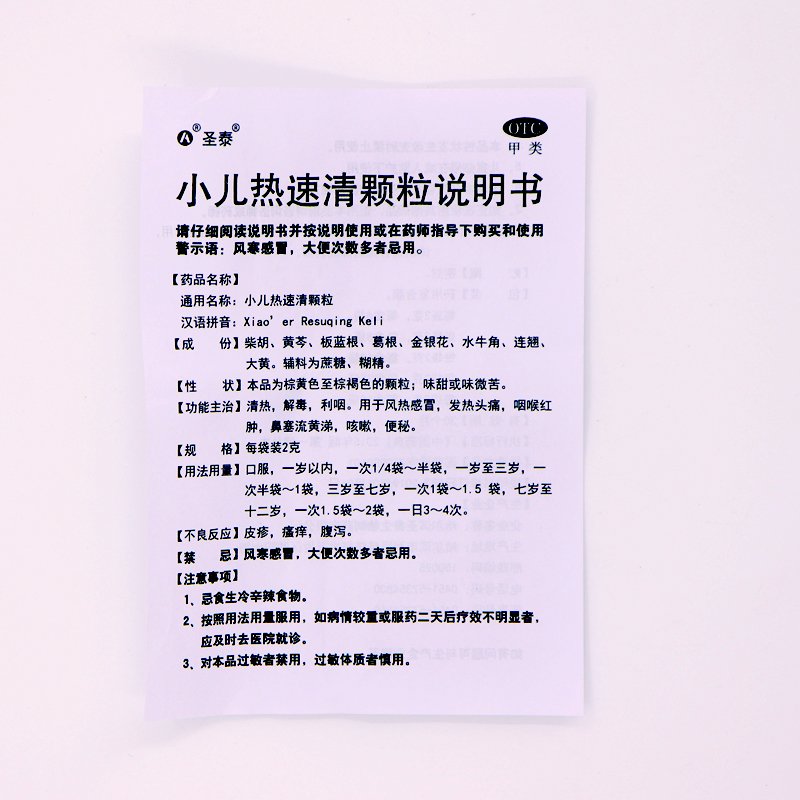 圣泰® OTC
甲类
小儿热速清颗粒说明书
请仔细阅读说明书并按说明使用或在药师指导下购买和使用
警示语：风寒感冒，大便次数多者忌用。
【药品名称】
通用名称：小儿热速清颗粒
汉语拼音：Xiao'er Resuqing Keli
【成 份】柴胡、黄芩、板蓝根、葛根、金银花、水牛角、连翘、
大黄。辅料为蔗糖、糊精。
【性 状】本品为棕黄色至棕褐色的颗粒；味甜或味微苦。
【功能主治】清热，解毒，利咽。用于风热感冒，发热头痛，咽喉红
肿，鼻塞流黄涕，咳嗽，便秘。
【规 格】每袋装2克
【用法用量】口服，一岁以内，一次1/4袋～半袋，一岁至三岁，一
次半袋～1袋，三岁至七岁，一次1袋～1.5 袋，七岁至
十二岁，一次1.5袋～2袋，一日3～4次。
【不良反应】皮疹，瘙痒，腹泻。
【禁 忌】风寒感冒，大便次数多者忌用。
【注意事项】
1、忌食生冷辛辣食物。
2、按照用法用量服用，如病情较重或服药二天后疗效不明显者，
应及时去医院就诊。
3、对本品过敏者禁用，过敏体质者慎用。